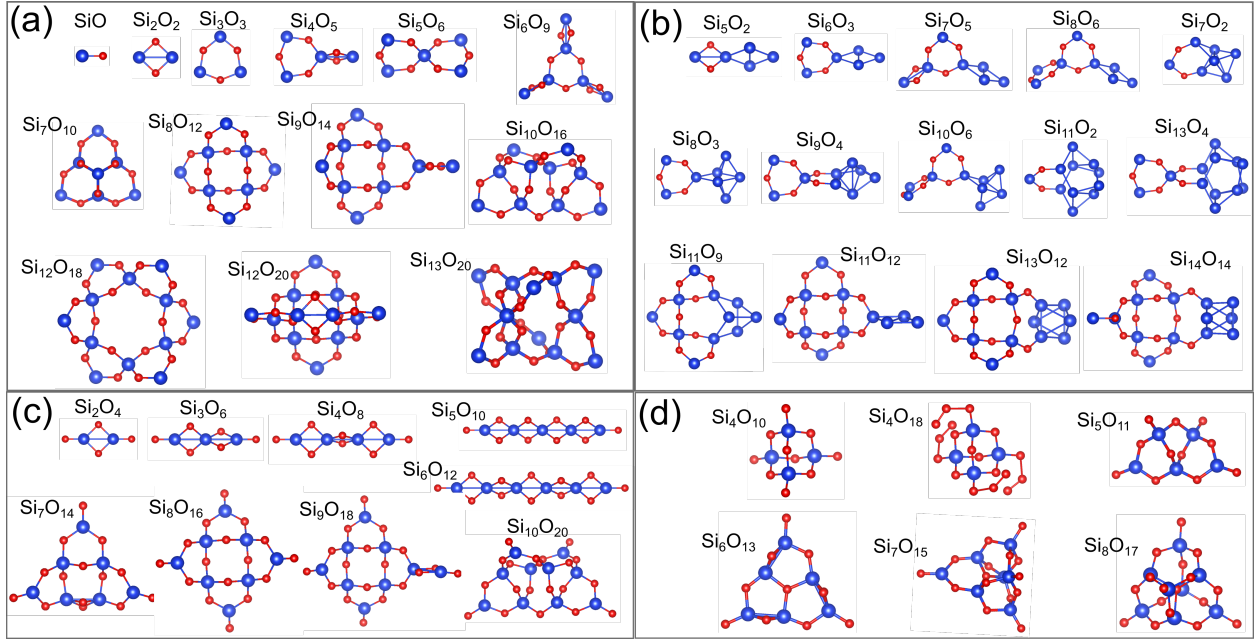 (a)
SiO Si₂O₂ Si₃O₃ Si₄O₅ Si₅O₆ Si₆O₉
Si₇O₁₀ Si₈O₁₂ Si₉O₁₄ Si₁₀O₁₆
Si₁₂O₁₈ Si₁₂O₂₀ Si₁₃O₂₀
(b)
Si₅O₂ Si₆O₃ Si₇O₅ Si₈O₆ Si₇O₂
Si₈O₃ Si₉O₄ Si₁₀O₆ Si₁₁O₂ Si₁₃O₄
Si₁₁O₉ Si₁₁O₁₂ Si₁₃O₁₂ Si₁₄O₁₄
(c)
Si₂O₄ Si₃O₆ Si₄O₈ Si₅O₁₀
Si₆O₁₂
Si₇O₁₄ Si₈O₁₆ Si₉O₁₈ Si₁₀O₂₀
(d)
Si₄O₁₀ Si₄O₁₈ Si₅O₁₁
Si₆O₁₃ Si₇O₁₅ Si₈O₁₇